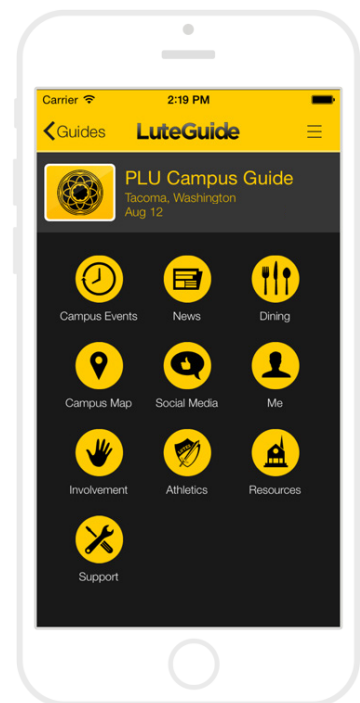 Carrier 2:19 PM
Guides LuteGuide
PLU Campus Guide
Tacoma, Washington
Aug 12
Campus Events News Dining
Campus Map Social Media Me
Involvement Athletics Resources
Support